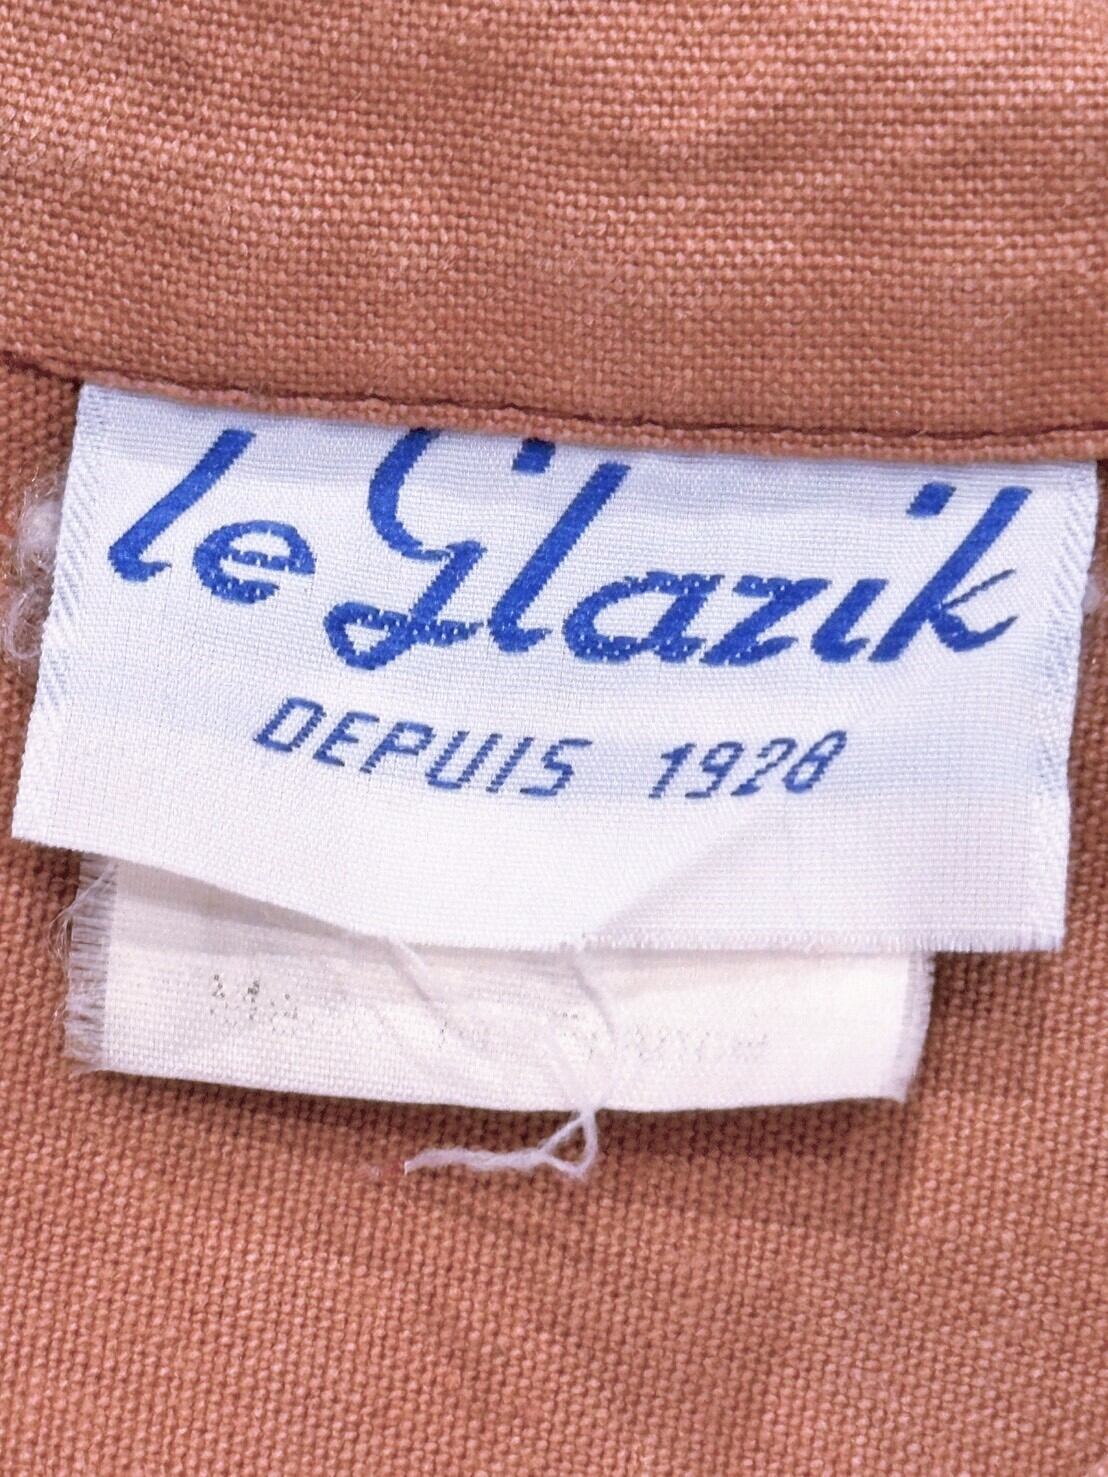 le Glazik
DEPUIS 1928